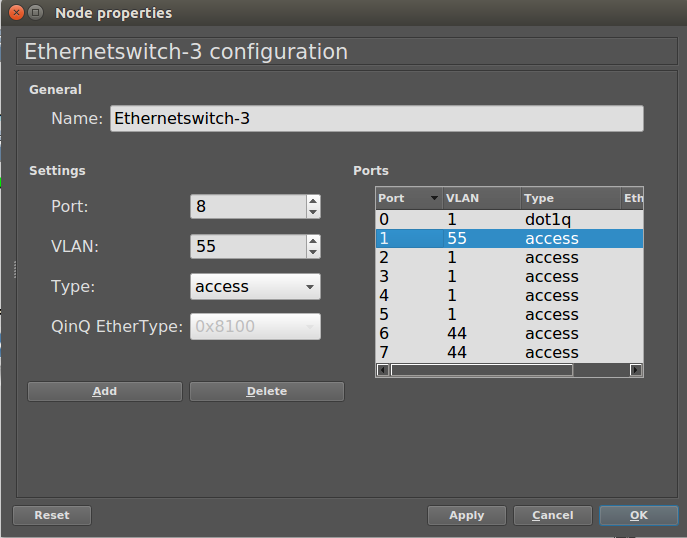 Node properties
Ethernetswitch-3 configuration
General
Name: Ethernetswitch-3
Settings
Port: 8
VLAN: 55
Type: access
QinQ EtherType: 0x8100
Add Delete
Ports
Port VLAN Type Eth
0 1 dot1q
1 55 access
2 1 access
3 1 access
4 1 access
5 1 access
6 44 access
7 44 access
Reset Apply Cancel OK